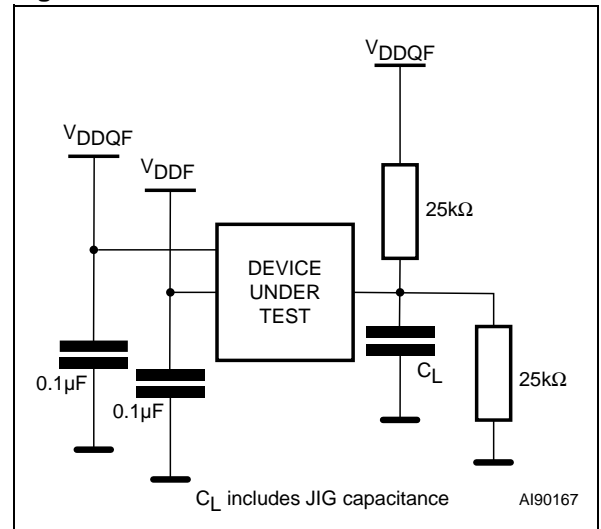 VDDQF
VDDQF
VDDF
25kΩ
DEVICE
UNDER
TEST
0.1µF
0.1µF
CL
25kΩ
CL includes JIG capacitance
AI90167